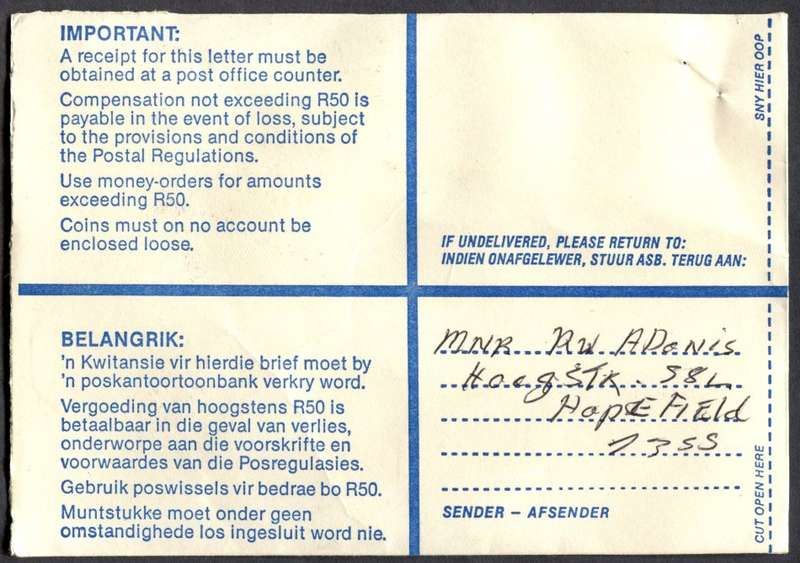 IMPORTANT:
A receipt for this letter must be
obtained at a post office counter.
Compensation not exceeding R50 is
payable in the event of loss, subject
to the provisions and conditions of
the Postal Regulations.
Use money-orders for amounts
exceeding R50.
Coins must on no account be
enclosed loose.
IF UNDELIVERED, PLEASE RETURN TO:
INDIEN ONAFGELEWER, STUUR ASB. TERUG AAN:
SNY HIER OOP
BELANGRIK:
'n Kwitansie vir hierdie brief moet by
'n poskantoortoonbank verkry word.
Vergoeding van hoogstens R50 is
betaalbaar in die geval van verlies,
onderworpe aan die voorskrifte en
voorwaardes van die Posregulasies.
Gebruik poswissels vir bedrae bo R50.
Muntstukke moet onder geen
omstandighede los ingesluit word nie.
MNR RW ADonis
HoogStR.
HopEFiEld
7355
SENDER – AFSENDER
CUT OPEN HERE